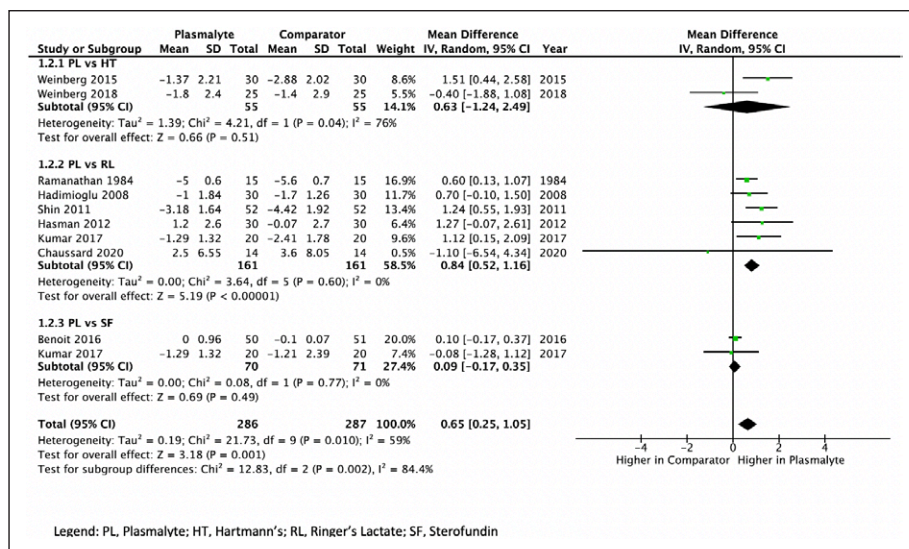 Plasmalyte Comparator Mean Difference Mean Difference
Study or Subgroup Mean SD Total Mean SD Total Weight IV, Random, 95% CI Year IV, Random, 95% CI
1.2.1 PL vs HT
Weinberg 2015 −1.37 2.21 30 −2.88 2.02 30 8.6% 1.51 [0.44, 2.58] 2015
Weinberg 2018 −1.8 2.4 25 −1.4 2.9 25 5.5% −0.40 [−1.88, 1.08] 2018
Subtotal (95% CI) 55 55 14.1% 0.63 [−1.24, 2.49]
Heterogeneity: Tau² = 1.39; Chi² = 4.21, df = 1 (P = 0.04); I² = 76%
Test for overall effect: Z = 0.66 (P = 0.51)
1.2.2 PL vs RL
Ramanathan 1984 −5 0.6 15 −5.6 0.7 15 16.9% 0.60 [0.13, 1.07] 1984
Hadimioglu 2008 −1 1.84 30 −1.7 1.26 30 11.7% 0.70 [−0.10, 1.50] 2008
Shin 2011 −3.18 1.64 52 −4.42 1.92 52 13.4% 1.24 [0.55, 1.93] 2011
Hasman 2012 1.2 2.6 30 −0.07 2.7 30 6.4% 1.27 [−0.07, 2.61] 2012
Kumar 2017 −1.29 1.32 20 −2.41 1.78 20 9.6% 1.12 [0.15, 2.09] 2017
Chaussard 2020 2.5 6.55 14 3.6 8.05 14 0.5% −1.10 [−6.54, 4.34] 2020
Subtotal (95% CI) 161 161 58.5% 0.84 [0.52, 1.16]
Heterogeneity: Tau² = 0.00; Chi² = 3.64, df = 5 (P = 0.60); I² = 0%
Test for overall effect: Z = 5.19 (P < 0.00001)
1.2.3 PL vs SF
Benoit 2016 0 0.96 50 −0.1 0.07 51 20.0% 0.10 [−0.17, 0.37] 2016
Kumar 2017 −1.29 1.32 20 −1.21 2.39 20 7.4% −0.08 [−1.28, 1.12] 2017
Subtotal (95% CI) 70 71 27.4% 0.09 [−0.17, 0.35]
Heterogeneity: Tau² = 0.00; Chi² = 0.08, df = 1 (P = 0.77); I² = 0%
Test for overall effect: Z = 0.69 (P = 0.49)
Total (95% CI) 286 287 100.0% 0.65 [0.25, 1.05]
Heterogeneity: Tau² = 0.19; Chi² = 21.73, df = 9 (P = 0.010); I² = 59%
Test for overall effect: Z = 3.18 (P = 0.001)
Test for subgroup differences: Chi² = 12.83, df = 2 (P = 0.002), I² = 84.4%
−4 −2 0 2 4
Higher in Comparator Higher in Plasmalyte
Legend: PL, Plasmalyte; HT, Hartmann's; RL, Ringer's Lactate; SF, Sterofundin